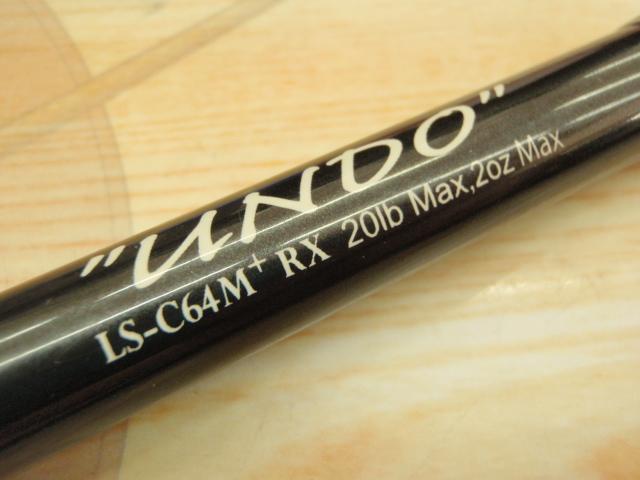 "UNDO"
LS-C64M+ RX 20lb Max,2oz Max